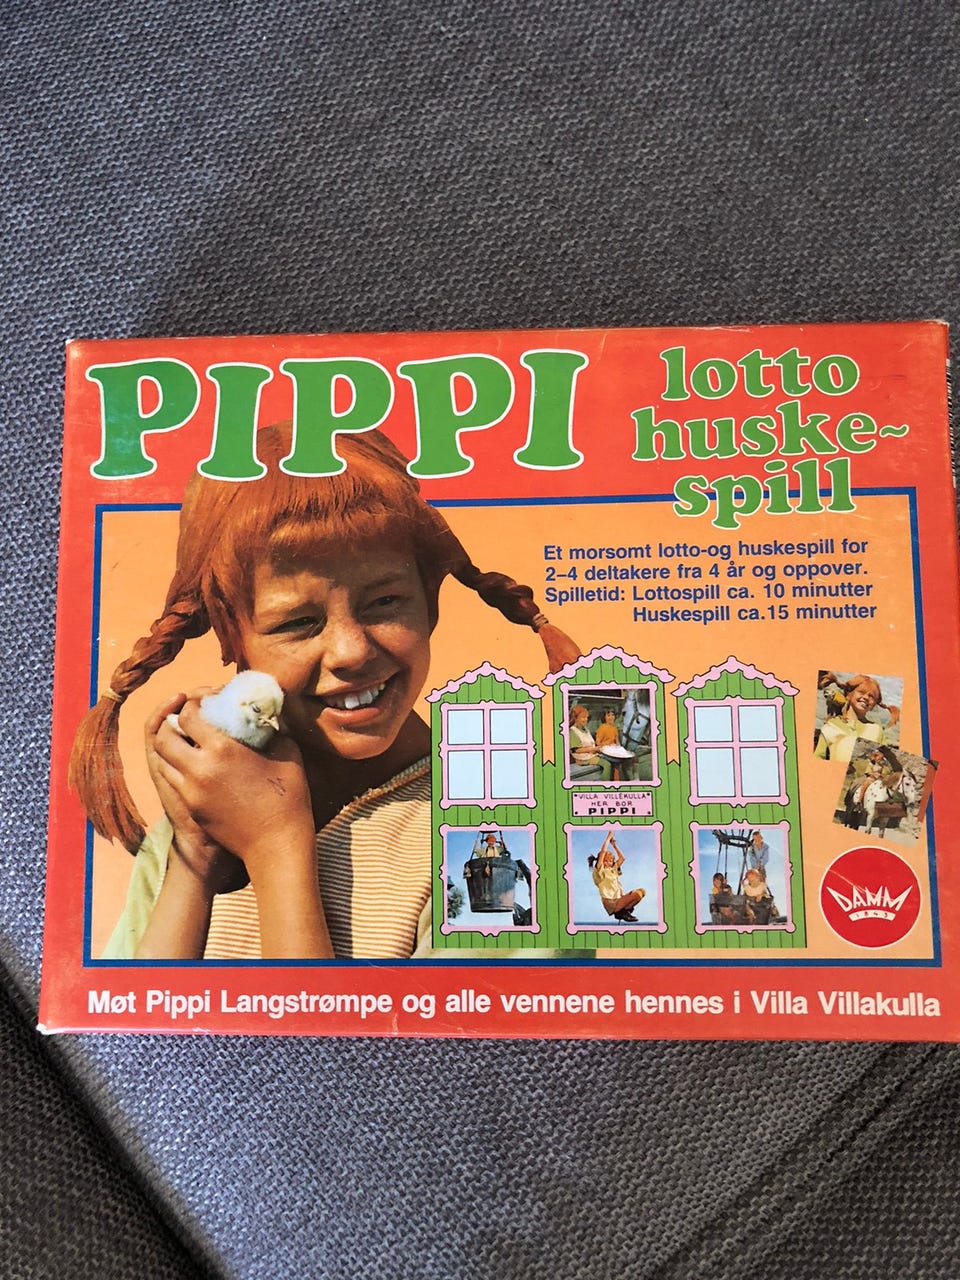 PIPPI
lotto
huske-
spill
Et morsomt lotto-og huskespill for
2-4 deltakere fra 4 år og oppover.
Spilletid: Lottospill ca. 10 minutter
Huskespill ca.15 minutter
VILLA VILLEKULLA
HER BOR
PIPPI
DAMM
1843
Møt Pippi Langstrømpe og alle vennene hennes i Villa Villakulla